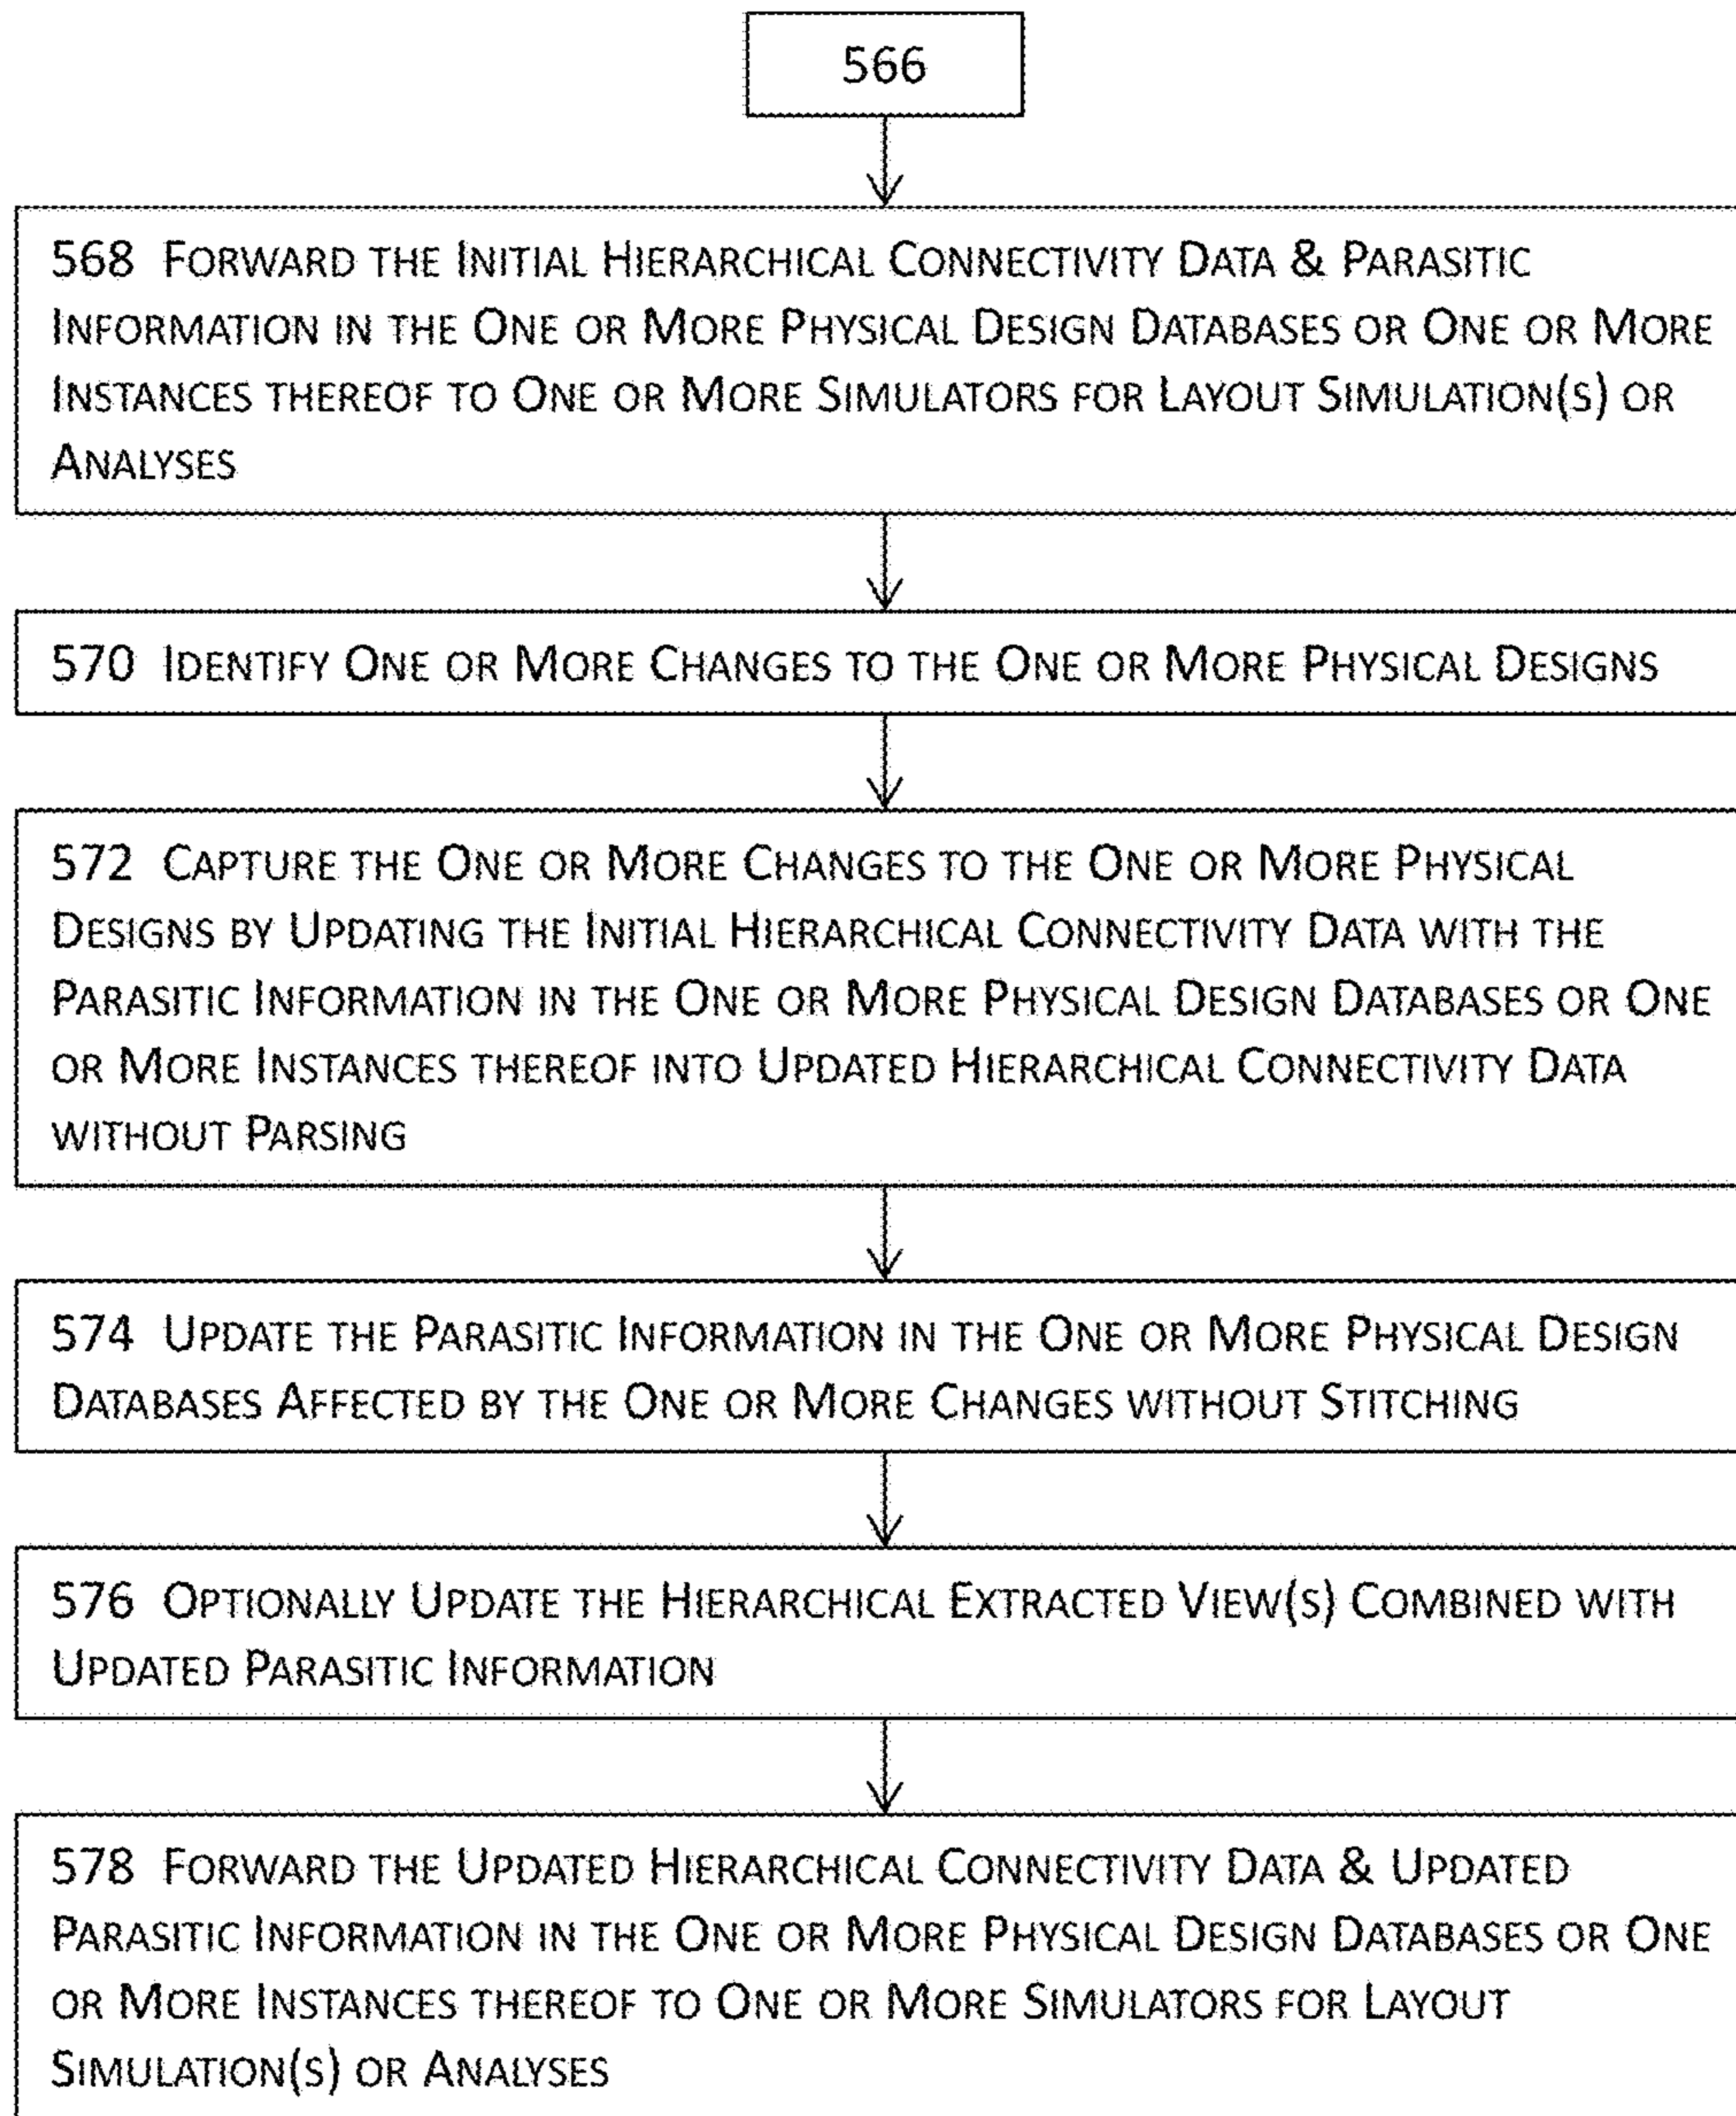 566
568 Forward the Initial Hierarchical Connectivity Data & Parasitic
Information in the One or More Physical Design Databases or One or More
Instances thereof to One or More Simulators for Layout Simulation(s) or
Analyses
570 Identify One or More Changes to the One or More Physical Designs
572 Capture the One or More Changes to the One or More Physical
Designs by Updating the Initial Hierarchical Connectivity Data with the
Parasitic Information in the One or More Physical Design Databases or One
or More Instances thereof into Updated Hierarchical Connectivity Data
without Parsing
574 Update the Parasitic Information in the One or More Physical Design
Databases Affected by the One or More Changes without Stitching
576 Optionally Update the Hierarchical Extracted View(s) Combined with
Updated Parasitic Information
578 Forward the Updated Hierarchical Connectivity Data & Updated
Parasitic Information in the One or More Physical Design Databases or One
or More Instances thereof to One or More Simulators for Layout
Simulation(s) or Analyses